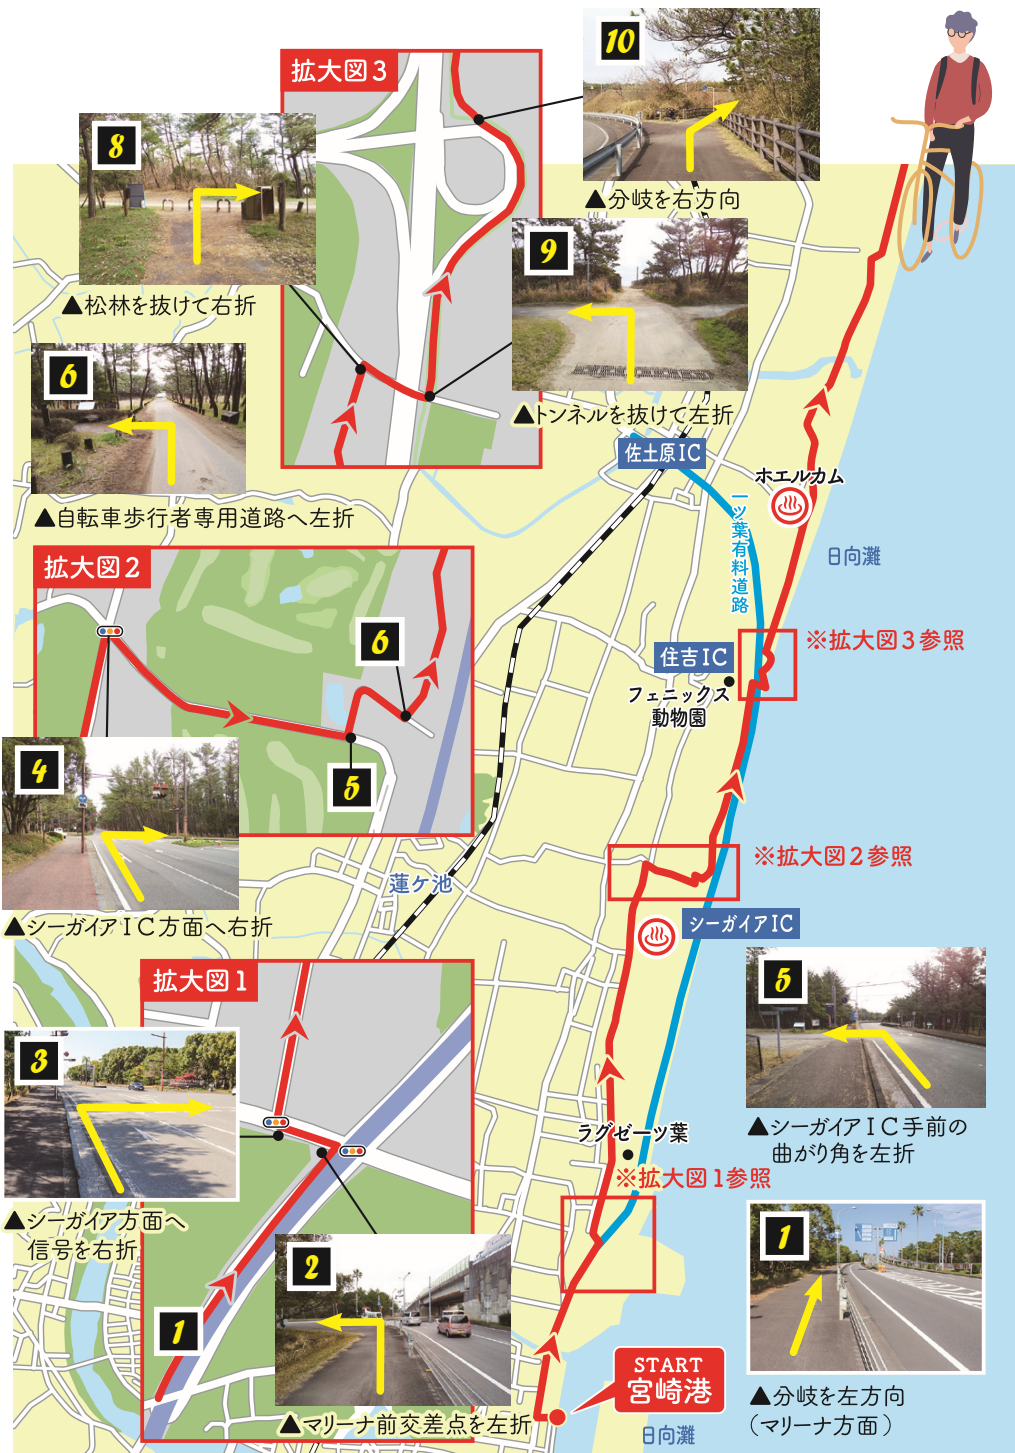 拡大図3
10
▲分岐を右方向
8
▲松林を抜けて右折
9
▲トンネルを抜けて左折
6
▲自転車歩行者専用道路へ左折
佐土原IC
ホエルカム
一ツ葉有料道路
日向灘
拡大図2
6
5
※拡大図3参照
住吉IC
フェニックス
動物園
4
▲シーガイアIC方面へ右折
※拡大図2参照
蓮ケ池
シーガイアIC
拡大図1
5
▲シーガイアIC手前の
曲がり角を左折
3
▲シーガイア方面へ
信号を右折
ラグゼ一ツ葉
※拡大図1参照
1
2
▲マリーナ前交差点を左折
START
宮崎港
日向灘
1
▲分岐を左方向
（マリーナ方面）